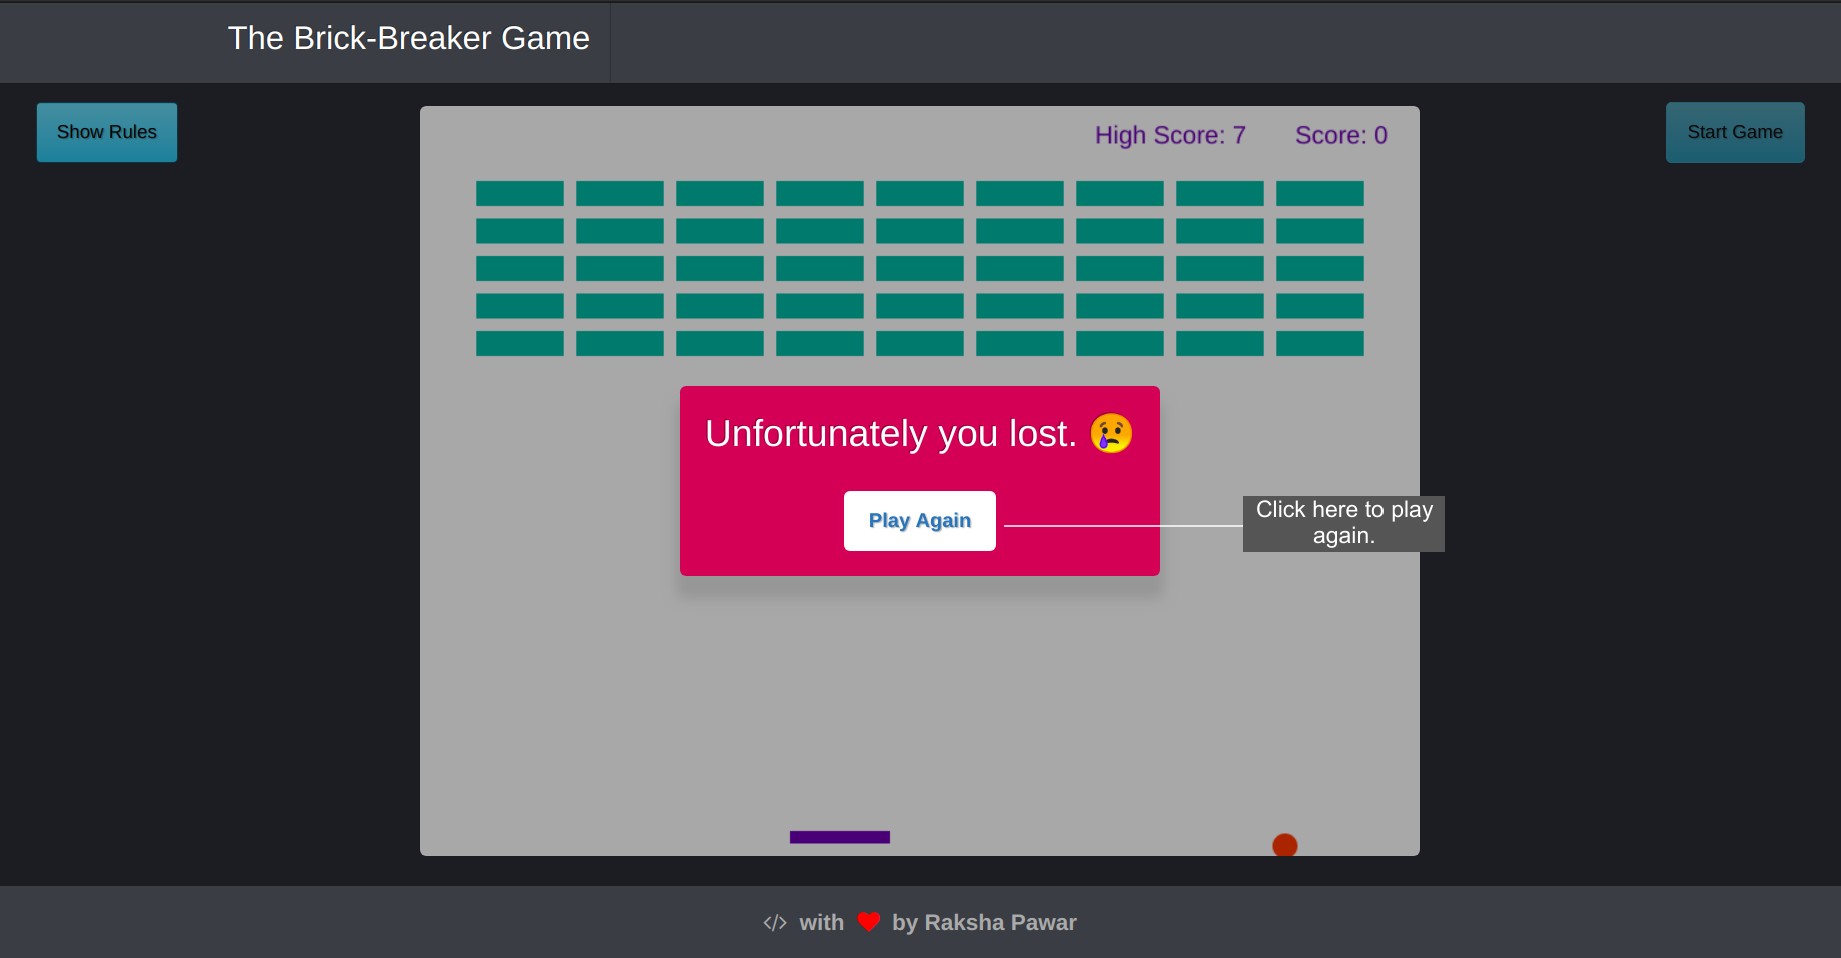 The Brick-Breaker Game
Show Rules
Start Game
High Score: 7 Score: 0
Unfortunately you lost. 😢
Play Again
Click here to play
again.
</> with ❤ by Raksha Pawar